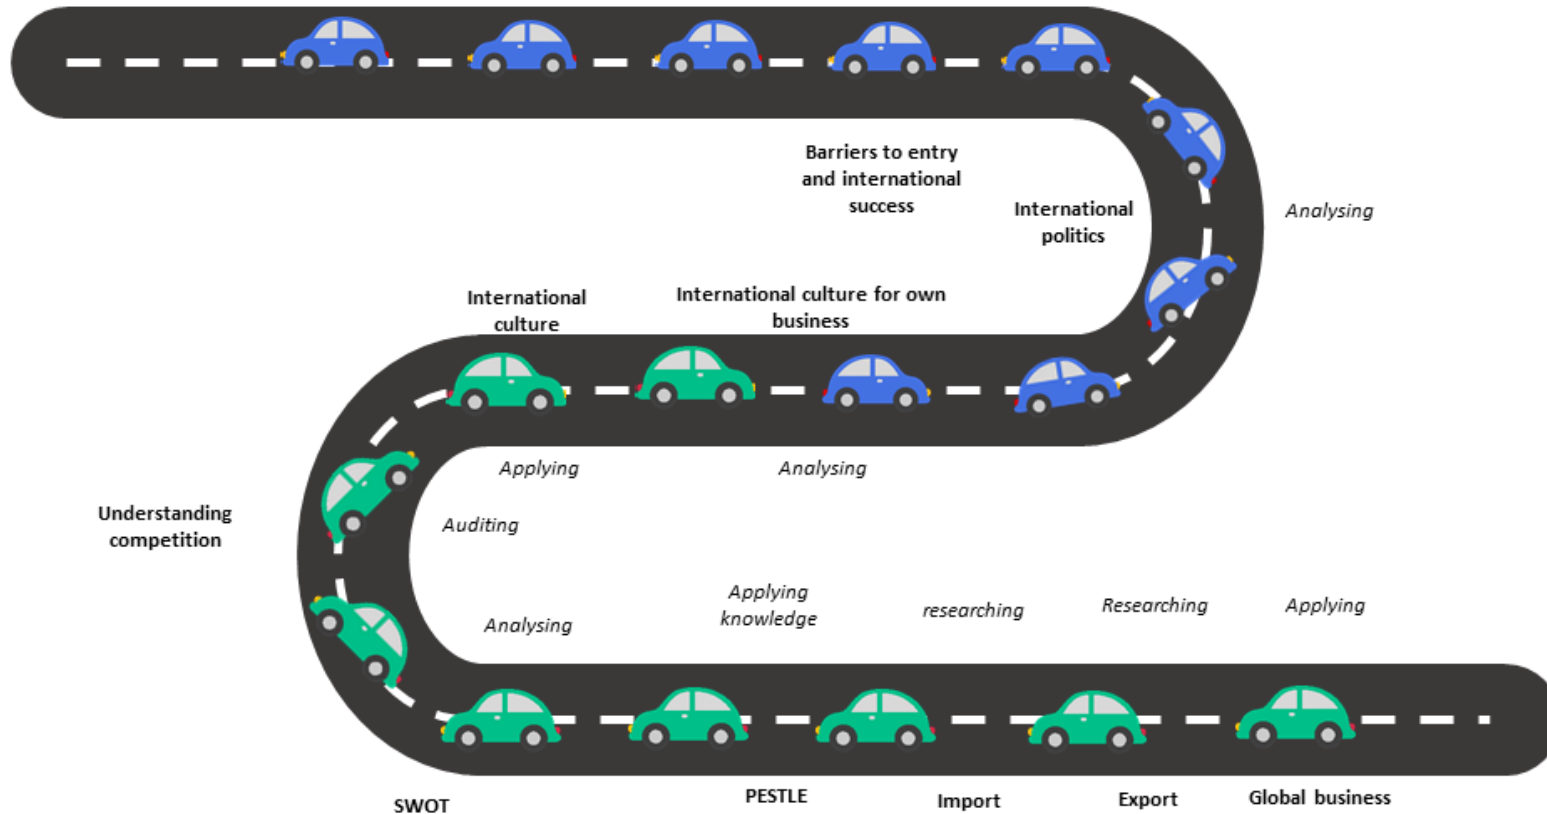 Barriers to entry
and international
success
International
politics
Analysing
International
culture
International culture for own
business
Applying
Analysing
Understanding
competition
Auditing
Analysing
Applying
knowledge
researching
Researching
Applying
SWOT
PESTLE
Import
Export
Global business